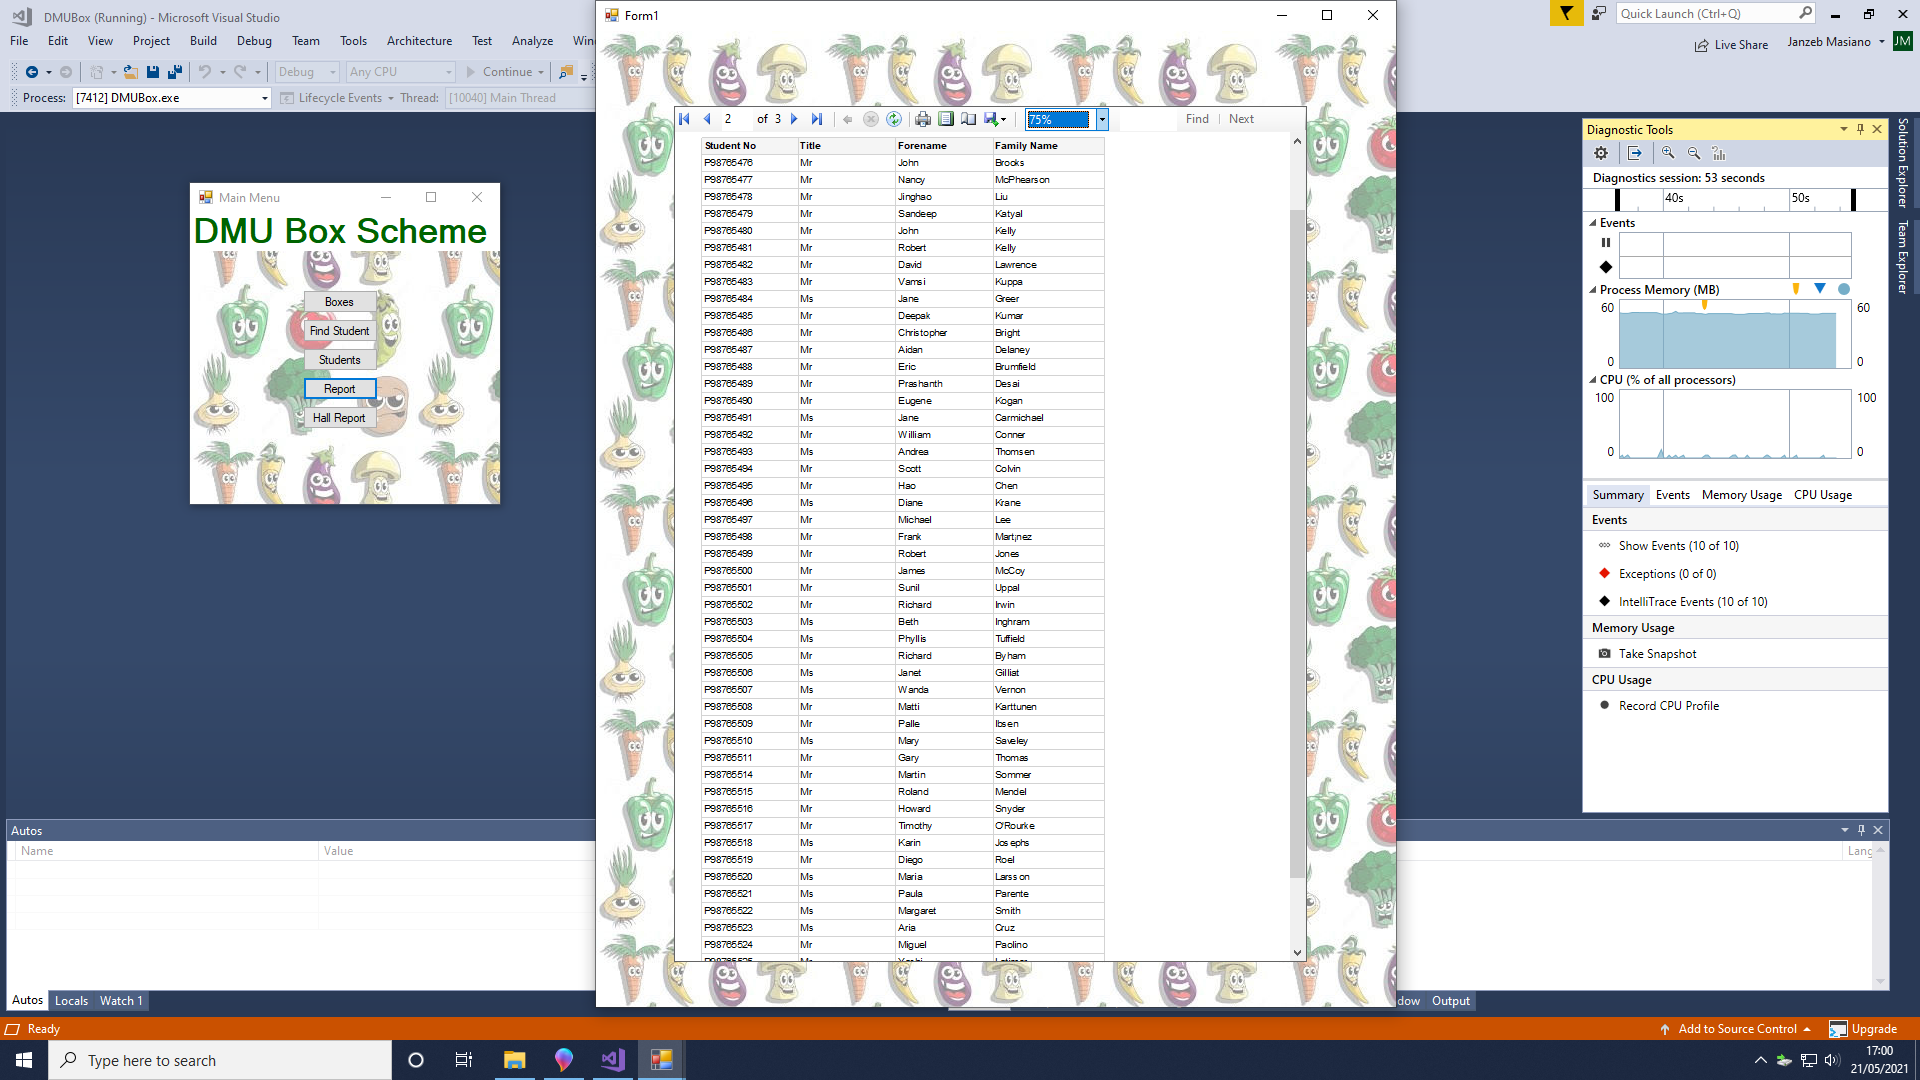 DMUBox (Running) - Microsoft Visual Studio
Quick Launch (Ctrl+Q)
File Edit View Project Build Debug Team Tools Architecture Test Analyze
Live Share Janzeb Masiano JM
Debug Any CPU Continue
Process: [7412] DMUBox.exe Lifecycle Events Thread: [10040] Main Thread
Main Menu
DMU Box Scheme
Boxes
Find Student
Students
Report
Hall Report
Form1
2 of 3 75% Find | Next
Student No Title Forename Family Name
P98765476 Mr John Brooks
P98765477 Mr Nancy McPhearson
P98765478 Mr Jinghao Liu
P98765479 Mr Sandeep Katyal
P98765480 Mr John Kelly
P98765481 Mr Robert Kelly
P98765482 Mr David Lawrence
P98765483 Mr Vamsi Kuppa
P98765484 Ms Jane Greer
P98765485 Mr Deepak Kumar
P98765486 Mr Christopher Bright
P98765487 Mr Aidan Delaney
P98765488 Mr Eric Brumfield
P98765489 Mr Prashanth Desai
P98765490 Mr Eugene Kogan
P98765491 Ms Jane Carmichael
P98765492 Mr William Conner
P98765493 Ms Andrea Thomsen
P98765494 Mr Scott Colvin
P98765495 Mr Hao Chen
P98765496 Ms Diane Krane
P98765497 Mr Michael Lee
P98765498 Mr Frank Mart¡nez
P98765499 Mr Robert Jones
P98765500 Mr James McCoy
P98765501 Mr Sunil Uppal
P98765502 Mr Richard Irwin
P98765503 Ms Beth Inghram
P98765504 Ms Phyllis Tuffield
P98765505 Mr Richard Byham
P98765506 Ms Janet Gilliat
P98765507 Ms Wanda Vernon
P98765508 Mr Matti Karttunen
P98765509 Mr Palle Ibsen
P98765510 Ms Mary Saveley
P98765511 Mr Gary Thomas
P98765514 Mr Martin Sommer
P98765515 Mr Roland Mendel
P98765516 Mr Howard Snyder
P98765517 Mr Timothy O'Rourke
P98765518 Ms Karin Josephs
P98765519 Mr Diego Roel
P98765520 Ms Maria Larsson
P98765521 Ms Paula Parente
P98765522 Ms Margaret Smith
P98765523 Ms Aria Cruz
P98765524 Mr Miguel Paolino
Diagnostic Tools
Diagnostics session: 53 seconds
40s 50s
Events
Process Memory (MB)
60 60
0 0
CPU (% of all processors)
100 100
0 0
Summary Events Memory Usage CPU Usage
Events
Show Events (10 of 10)
Exceptions (0 of 0)
IntelliTrace Events (10 of 10)
Memory Usage
Take Snapshot
CPU Usage
Record CPU Profile
Solution Explorer
Team Explorer
Autos
Name Value
Autos Locals Watch 1
Output
Ready
Add to Source Control Upgrade
Type here to search
17:00
21/05/2021